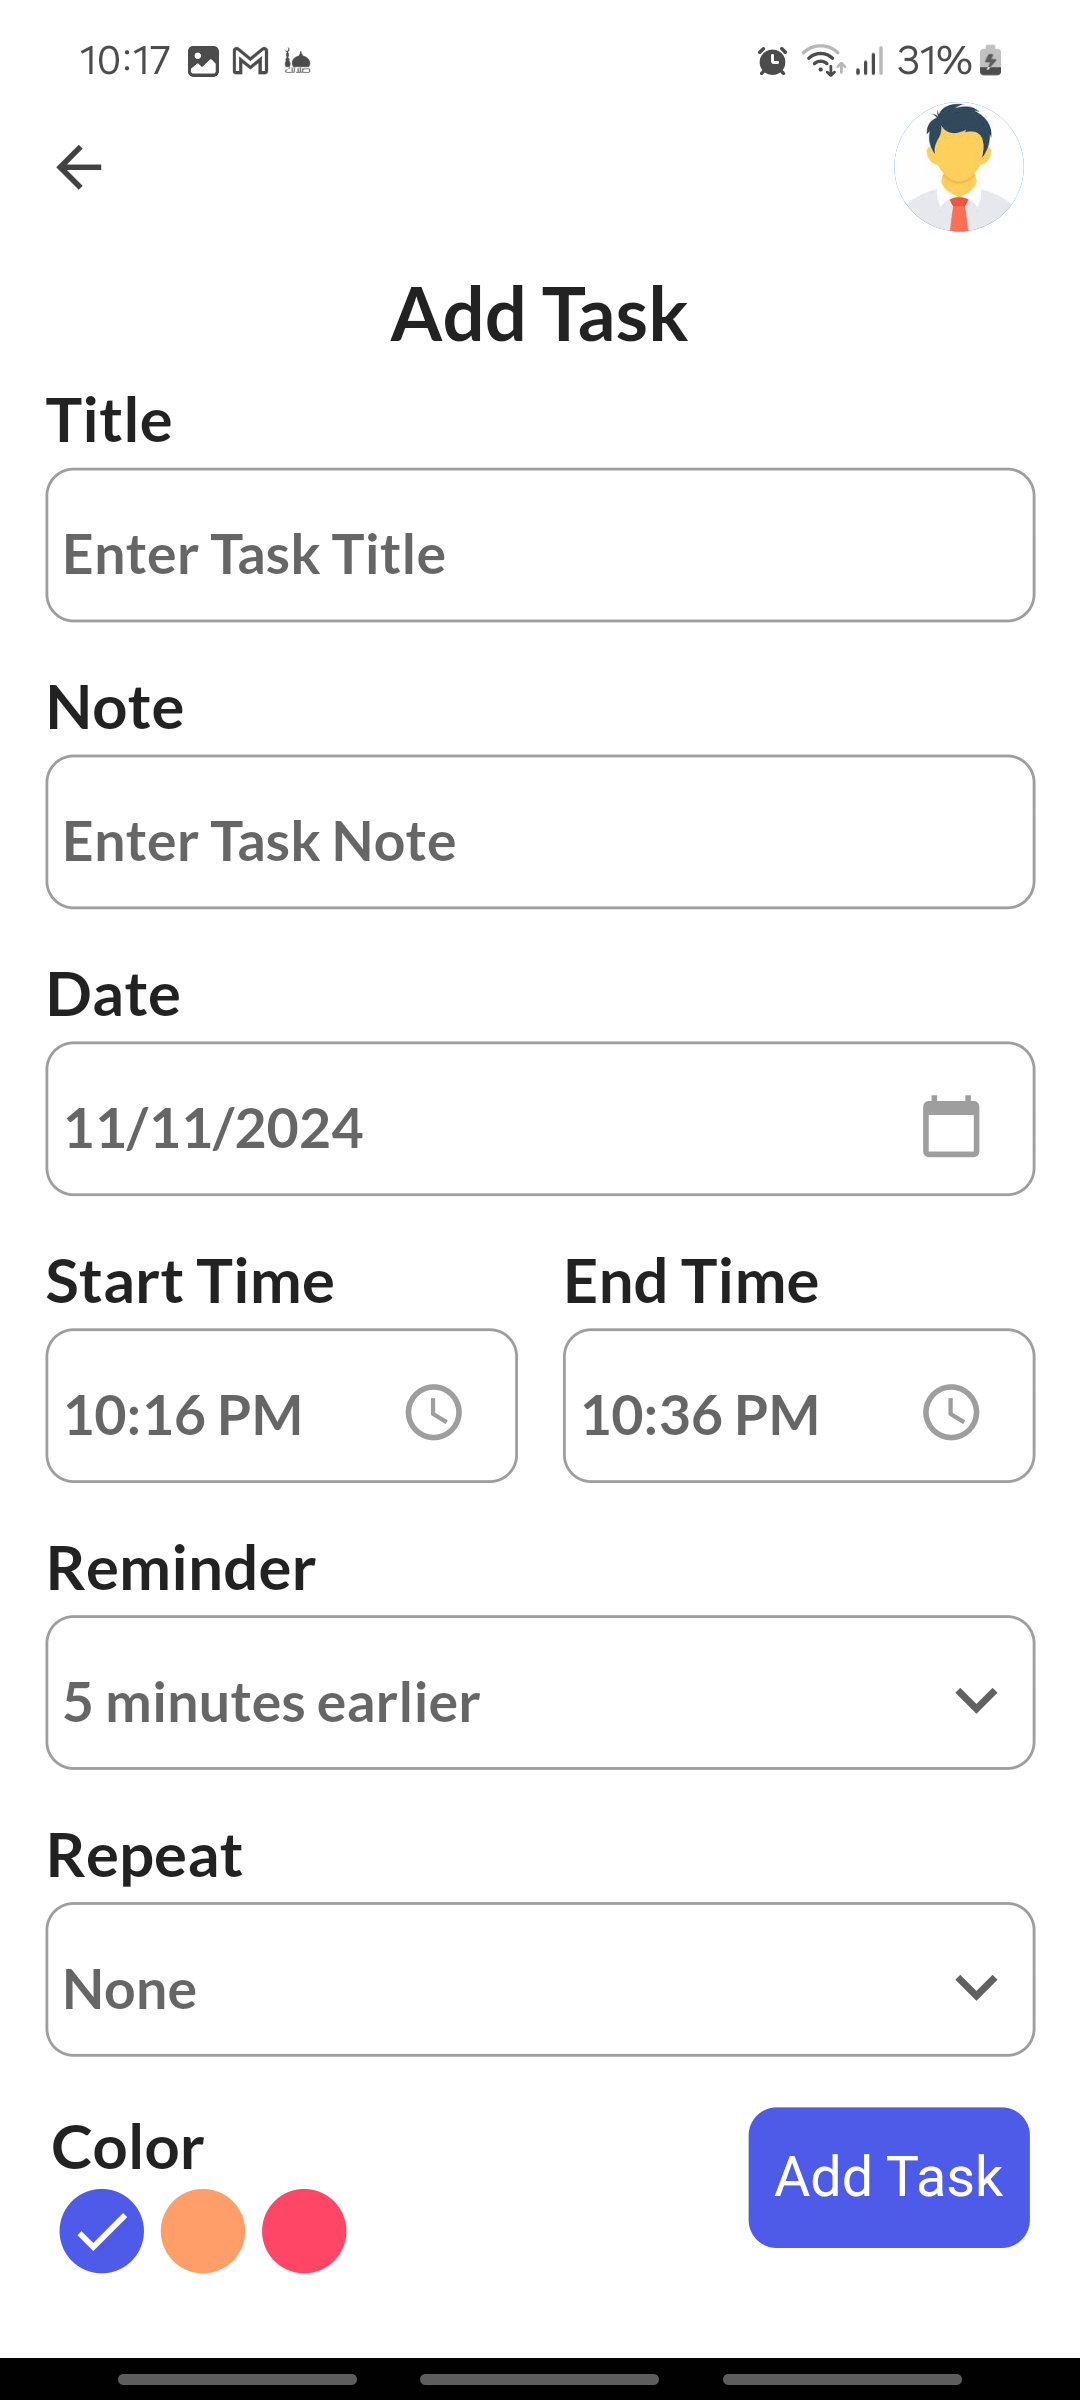 10:17 31%
Add Task
Title
Enter Task Title
Note
Enter Task Note
Date
11/11/2024
Start Time End Time
10:16 PM 10:36 PM
Reminder
5 minutes earlier
Repeat
None
Color
Add Task